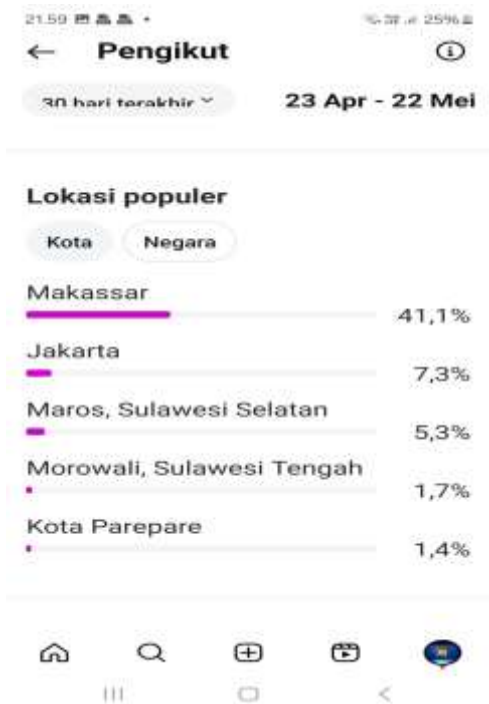 21.59
25%
Pengikut
30 hari terakhir
23 Apr - 22 Mei
Lokasi populer
Kota
Negara
Makassar
41,1%
Jakarta
7,3%
Maros, Sulawesi Selatan
5,3%
Morowali, Sulawesi Tengah
1,7%
Kota Parepare
1,4%